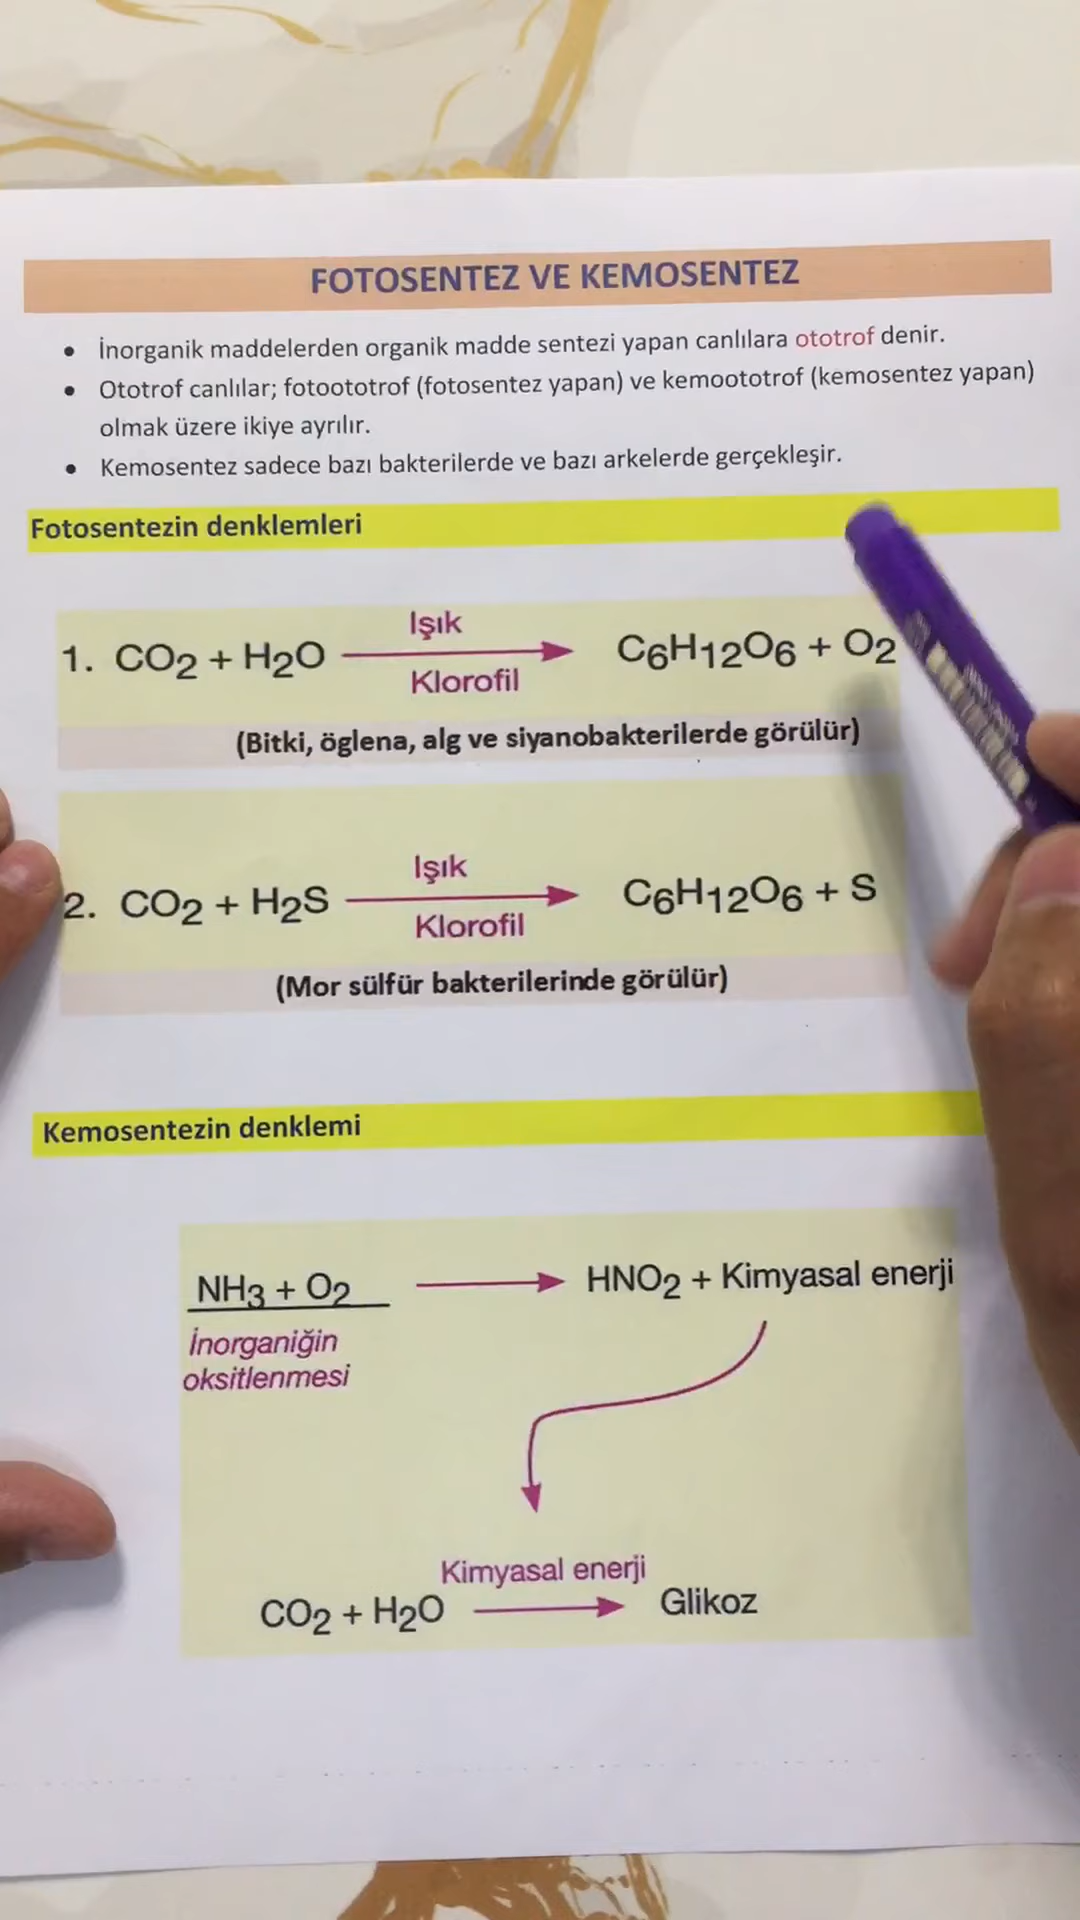 FOTOSENTEZ VE KEMOSENTEZ
• İnorganik maddelerden organik madde sentezi yapan canlılara ototrof denir.
• Ototrof canlılar; fotoototrof (fotosentez yapan) ve kemoototrof (kemosentez yapan)
olmak üzere ikiye ayrılır.
• Kemosentez sadece bazı bakterilerde ve bazı arkelerde gerçekleşir.
Fotosentezin denklemleri
Işık
1. CO2 + H2O → C6H12O6 + O2
Klorofil
(Bitki, öglena, alg ve siyanobakterilerde görülür)
Işık
2. CO2 + H2S → C6H12O6 + S
Klorofil
(Mor sülfür bakterilerinde görülür)
Kemosentezin denklemi
NH3 + O2 → HNO2 + Kimyasal enerji
İnorganiğin
oksitlenmesi
Kimyasal enerji
CO2 + H2O → Glikoz